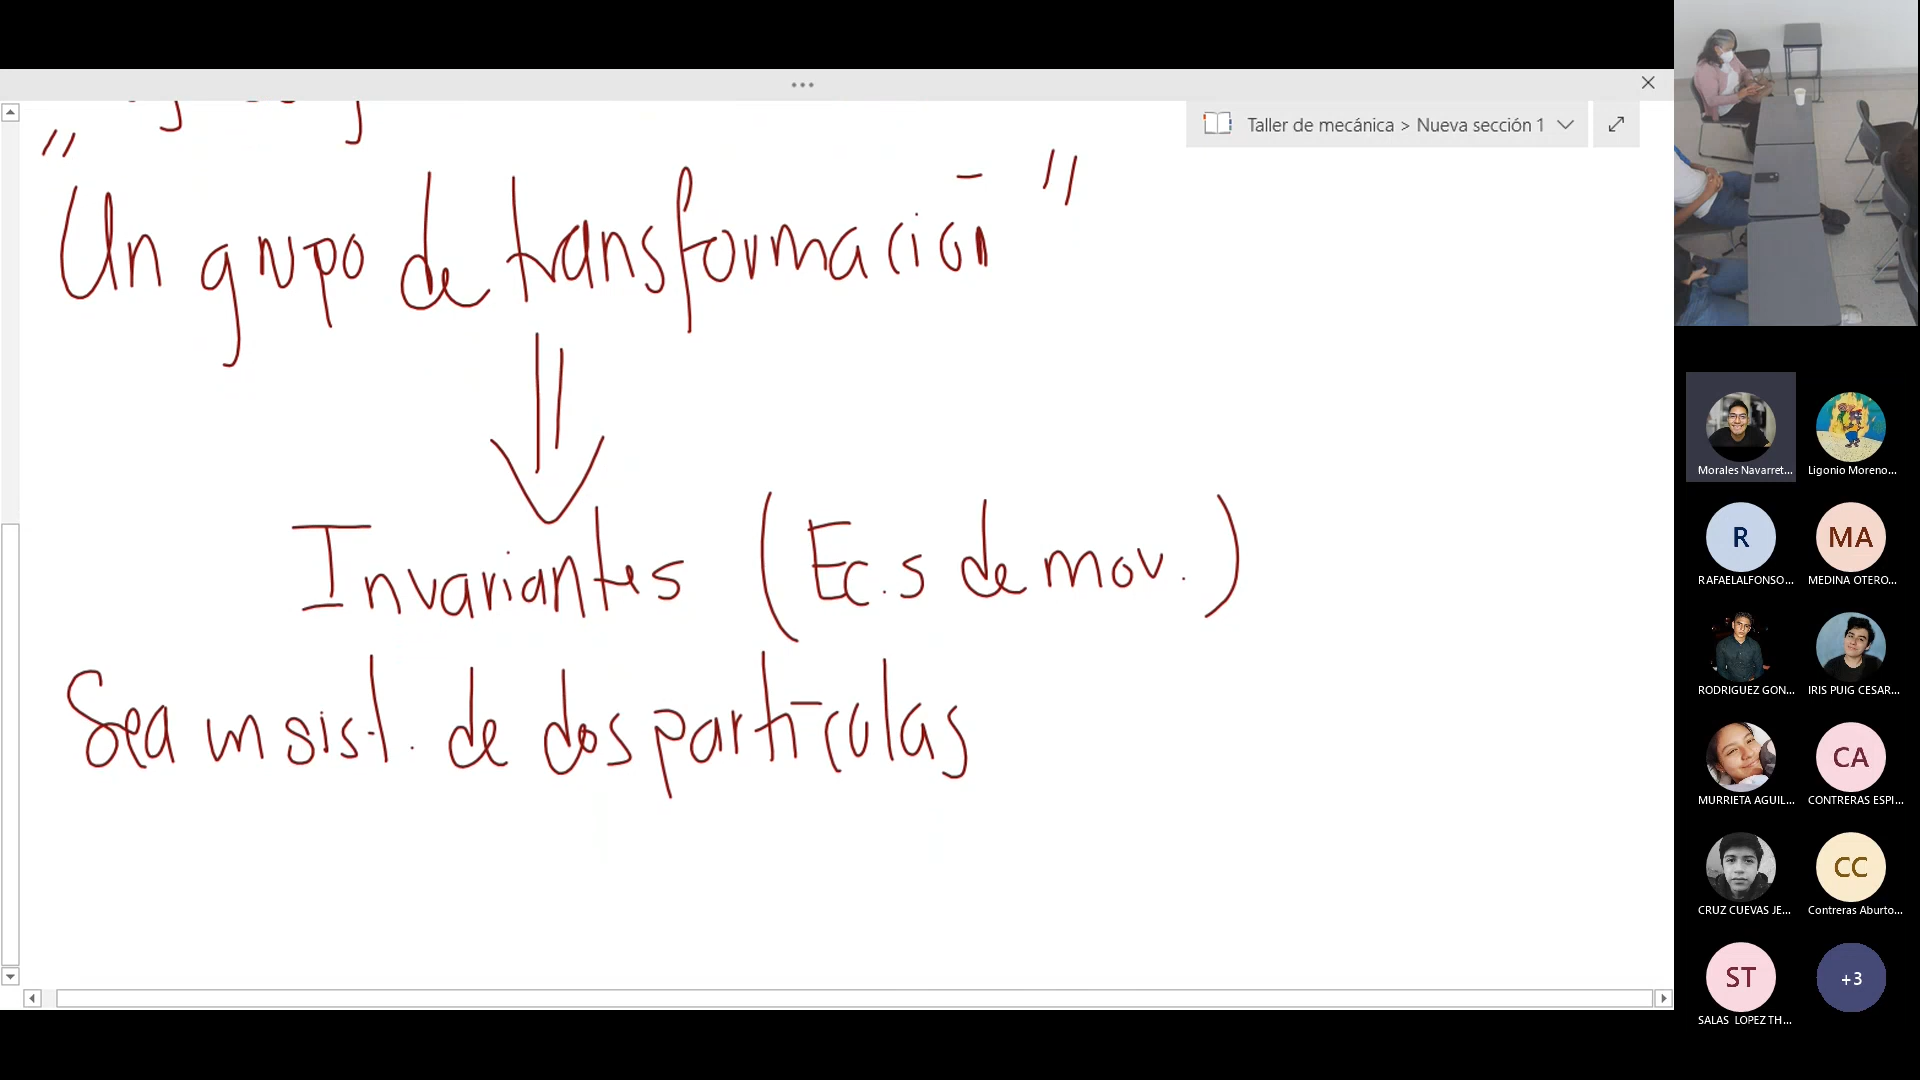 Taller de mecánica > Nueva sección 1
"Un grupo de transformación"
Invariantes (Ec.s de mov.)
Sea un sist. de dos partículas
Morales Navarret...
Ligonio Moreno...
R
MA
RAFAELALFONSO...
MEDINA OTERO...
RODRIGUEZ GON...
IRIS PUIG CESAR...
CA
MURRIETA AGUIL...
CONTRERAS ESPI...
CC
CRUZ CUEVAS JE...
Contreras Aburto...
ST
+3
SALAS LOPEZ TH...